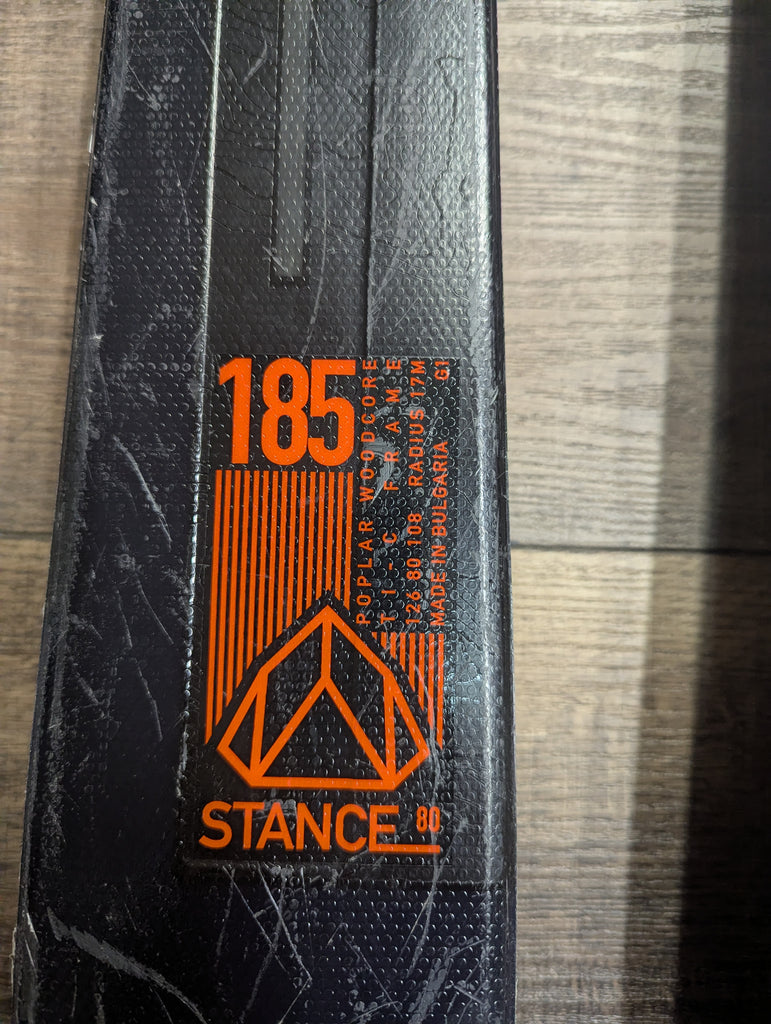 185
POPLAR WOODCORE
TI-C FRAME
126 80 108 RADIUS 17M
MADE IN BULGARIA G1
STANCE 80